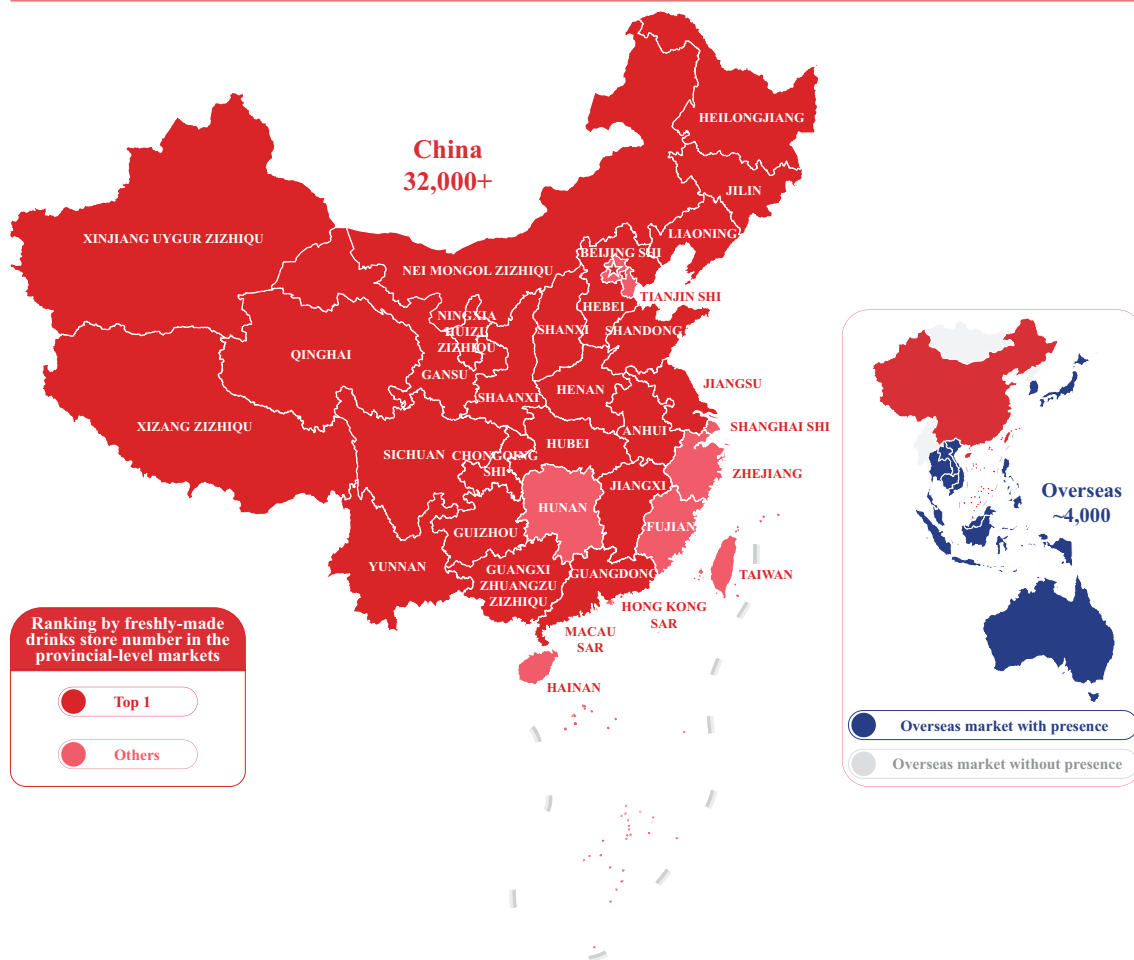 China
32,000+
HEILONGJIANG
JILIN
LIAONING
XINJIANG UYGUR ZIZHIQU
BEIJING SHI
NEI MONGOL ZIZHIQU
TIANJIN SHI
HEBEI
NINGXIA
HUIZU
ZIZHIQU
SHANXI
SHANDONG
QINGHAI
GANSU
HENAN
JIANGSU
SHAANXI
XIZANG ZIZHIQU
SHANGHAI SHI
ANHUI
HUBEI
SICHUAN
CHONGQING
SHI
ZHEJIANG
JIANGXI
HUNAN
FUJIAN
GUIZHOU
YUNNAN
GUANGXI
ZHUANGZU
ZIZHIQU
GUANGDONG
TAIWAN
HONG KONG
SAR
MACAU
SAR
HAINAN
Ranking by freshly-made
drinks store number in the
provincial-level markets
Top 1
Others
Overseas
~4,000
Overseas market with presence
Overseas market without presence